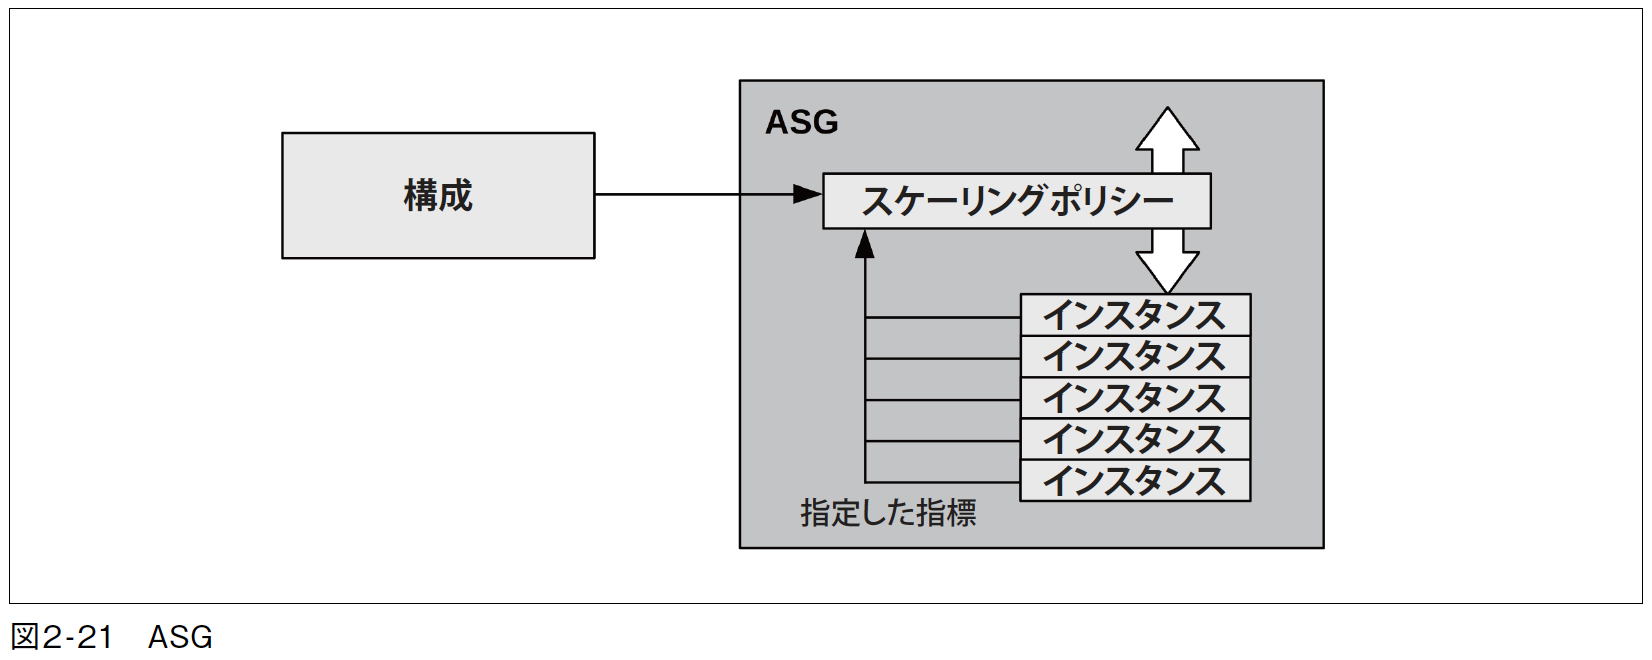 ASG
構成
スケーリングポリシー
インスタンス
インスタンス
インスタンス
インスタンス
インスタンス
指定した指標
図2-21　ASG